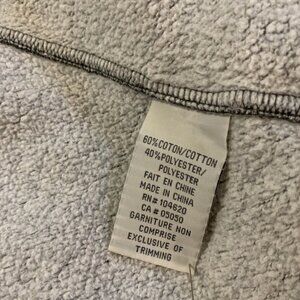 60%COTON/COTTON
40%POLYESTER/
POLYESTER
FAIT EN CHINE
MADE IN CHINA
RN# 104620
CA # 05050
GARNITURE NON
COMPRISE
EXCLUSIVE OF
TRIMMING